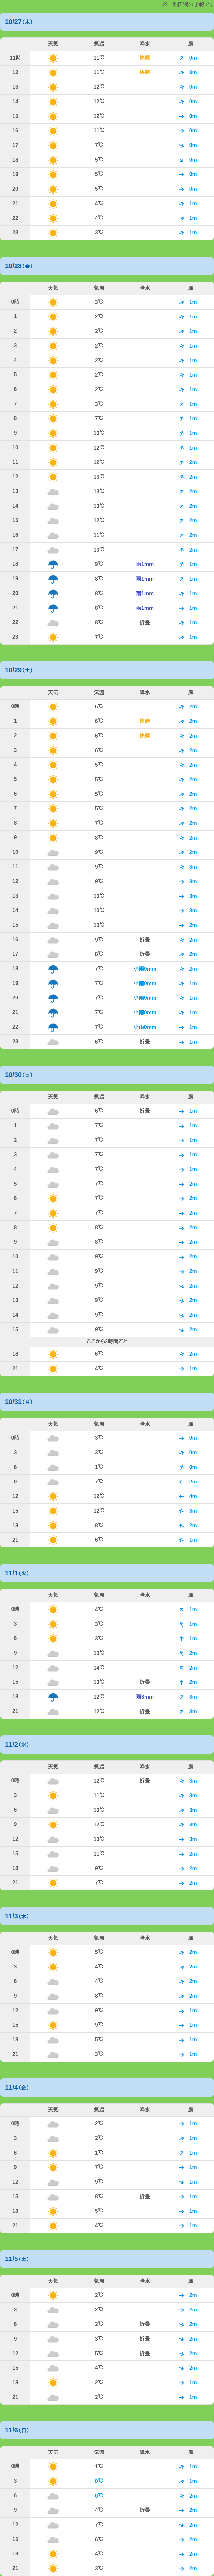 ※＊転倒滅の予報です
10/27(木)
天気 気温 降水 風
11時 11℃ 快晴 0m
12 11℃ 快晴 0m
13 12℃ 0m
14 12℃ 0m
15 12℃ 0m
16 11℃ 0m
17 7℃ 0m
18 5℃ 0m
19 5℃ 0m
20 5℃ 0m
21 4℃ 1m
22 4℃ 1m
23 3℃ 1m
10/28(金)
天気 気温 降水 風
0時 3℃ 1m
1 2℃ 1m
2 2℃ 1m
3 2℃ 1m
4 2℃ 1m
5 2℃ 1m
6 2℃ 1m
7 3℃ 1m
8 7℃ 1m
9 10℃ 1m
10 12℃ 1m
11 12℃ 2m
12 13℃ 2m
13 13℃ 2m
14 13℃ 2m
15 12℃ 2m
16 11℃ 2m
17 10℃ 2m
18 9℃ 雨1mm 1m
19 8℃ 雨1mm 1m
20 8℃ 雨1mm 1m
21 8℃ 雨1mm 1m
22 8℃ 折畳 1m
23 7℃ 1m
10/29(土)
天気 気温 降水 風
0時 6℃ 2m
1 6℃ 快晴 2m
2 6℃ 快晴 2m
3 6℃ 2m
4 5℃ 2m
5 5℃ 2m
6 5℃ 2m
7 5℃ 2m
8 7℃ 2m
9 8℃ 2m
10 9℃ 2m
11 9℃ 3m
12 9℃ 3m
13 10℃ 3m
14 10℃ 3m
15 10℃ 2m
16 9℃ 折畳 2m
17 8℃ 折畳 2m
18 7℃ 小雨0mm 2m
19 7℃ 小雨0mm 1m
20 7℃ 小雨0mm 1m
21 7℃ 小雨0mm 1m
22 7℃ 小雨0mm 1m
23 6℃ 折畳 1m
10/30(日)
天気 気温 降水 風
0時 6℃ 折畳 1m
1 7℃ 1m
2 7℃ 1m
3 7℃ 1m
4 7℃ 1m
5 7℃ 2m
6 7℃ 2m
7 7℃ 2m
8 8℃ 2m
9 8℃ 2m
10 9℃ 2m
11 9℃ 2m
12 9℃ 2m
13 9℃ 2m
14 9℃ 2m
15 9℃ 2m
ここから3時間ごと
18 6℃ 2m
21 4℃ 1m
10/31(月)
天気 気温 降水 風
0時 3℃ 0m
3 3℃ 0m
6 1℃ 0m
9 7℃ 2m
12 12℃ 4m
15 12℃ 3m
18 8℃ 2m
21 6℃ 1m
11/1(火)
天気 気温 降水 風
0時 4℃ 1m
3 3℃ 1m
6 3℃ 1m
9 10℃ 2m
12 14℃ 2m
15 13℃ 折畳 2m
18 12℃ 雨3mm 3m
21 12℃ 折畳 3m
11/2(水)
天気 気温 降水 風
0時 12℃ 折畳 3m
3 11℃ 3m
6 10℃ 3m
9 12℃ 3m
12 13℃ 3m
15 11℃ 2m
18 9℃ 2m
21 7℃ 2m
11/3(木)
天気 気温 降水 風
0時 5℃ 2m
3 4℃ 2m
6 4℃ 2m
9 8℃ 2m
12 9℃ 1m
15 9℃ 1m
18 5℃ 1m
21 3℃ 1m
11/4(金)
天気 気温 降水 風
0時 2℃ 1m
3 2℃ 1m
6 1℃ 1m
9 7℃ 1m
12 9℃ 1m
15 8℃ 折畳 1m
18 5℃ 1m
21 4℃ 1m
11/5(土)
天気 気温 降水 風
0時 2℃ 2m
3 2℃ 2m
6 2℃ 折畳 2m
9 3℃ 折畳 2m
12 5℃ 折畳 2m
15 4℃ 2m
18 2℃ 1m
21 2℃ 1m
11/6(日)
天気 気温 降水 風
0時 1℃ 1m
3 0℃ 1m
6 0℃ 2m
9 4℃ 折畳 2m
12 7℃ 2m
15 6℃ 2m
18 4℃ 2m
21 3℃ 2m